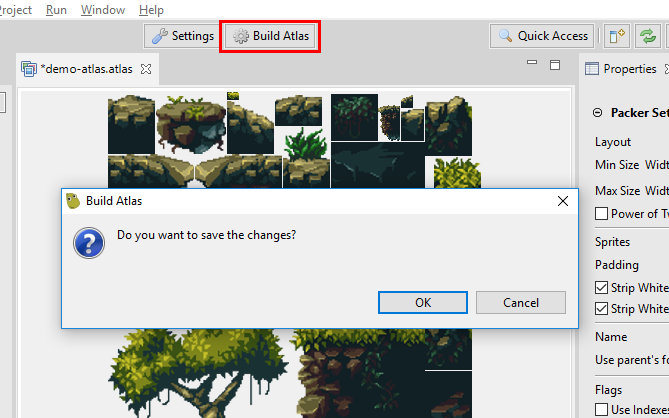 Project Run Window Help
Settings Build Atlas Quick Access
*demo-atlas.atlas Properties
Packer Set
Layout
Min Size Widt
Max Size Widt
Power of Tw
Build Atlas
Do you want to save the changes?
OK Cancel
Sprites
Padding
Strip White
Strip White
Name
Use parent's fo
Flags
Use Indexes